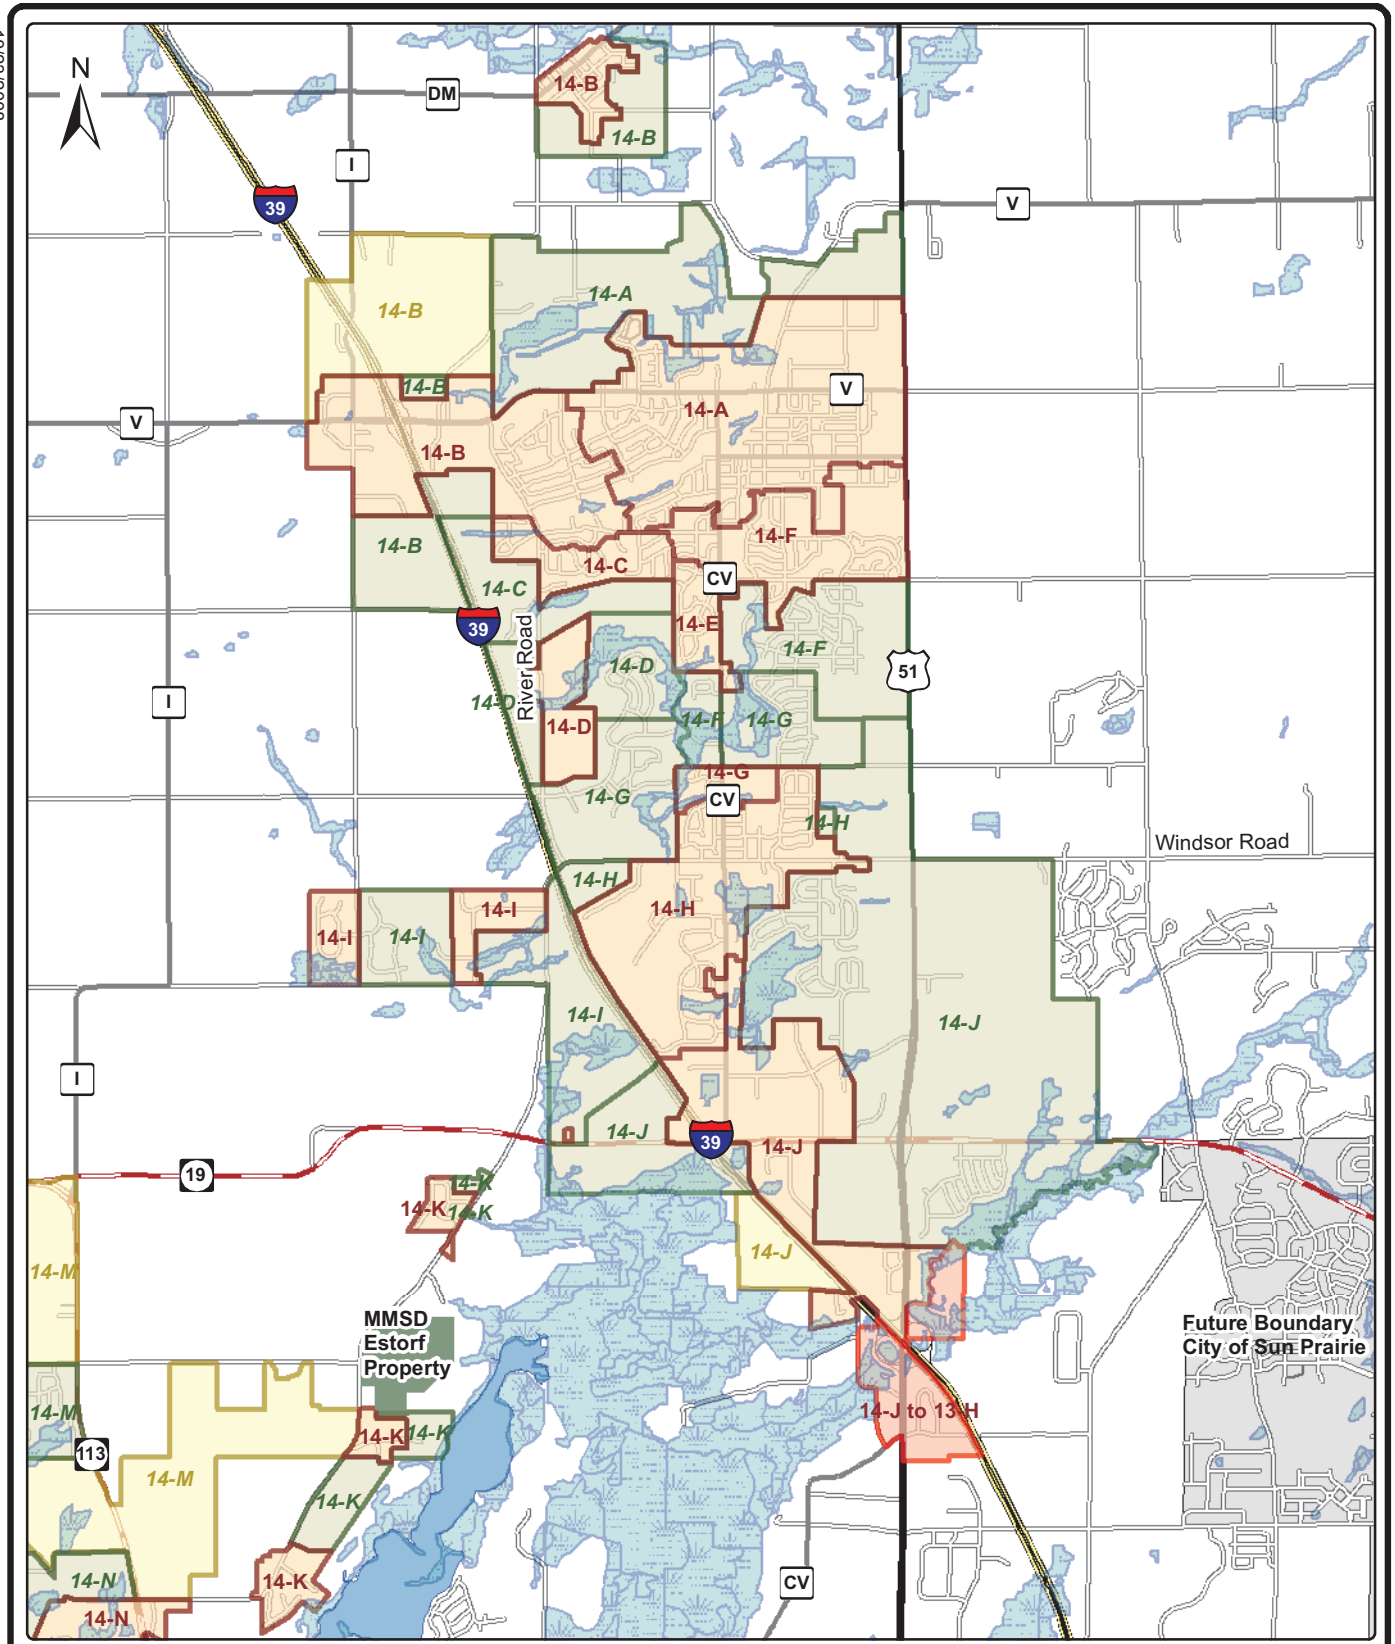 N
DM
14-B
14-B
I
39
V
14-B
14-A
14-B
V
V
14-A
14-B
14-F
14-B
14-C
CV
14-C
39
River Road
14-E
14-F
14-D
51
I
14-D
14-D
14-F
14-G
14-G
CV
14-G
14-H
Windsor Road
14-H
14-H
14-I
14-I
14-I
14-I
14-J
I
14-J
39
14-J
19
14-K
14-K
14-K
14-J
14-M
MMSD
Estorf
Property
Future Boundary
City of Sun Prairie
14-J to 13-H
14-M
14-K
14-K
113
14-M
14-K
14-N
14-K
CV
14-N